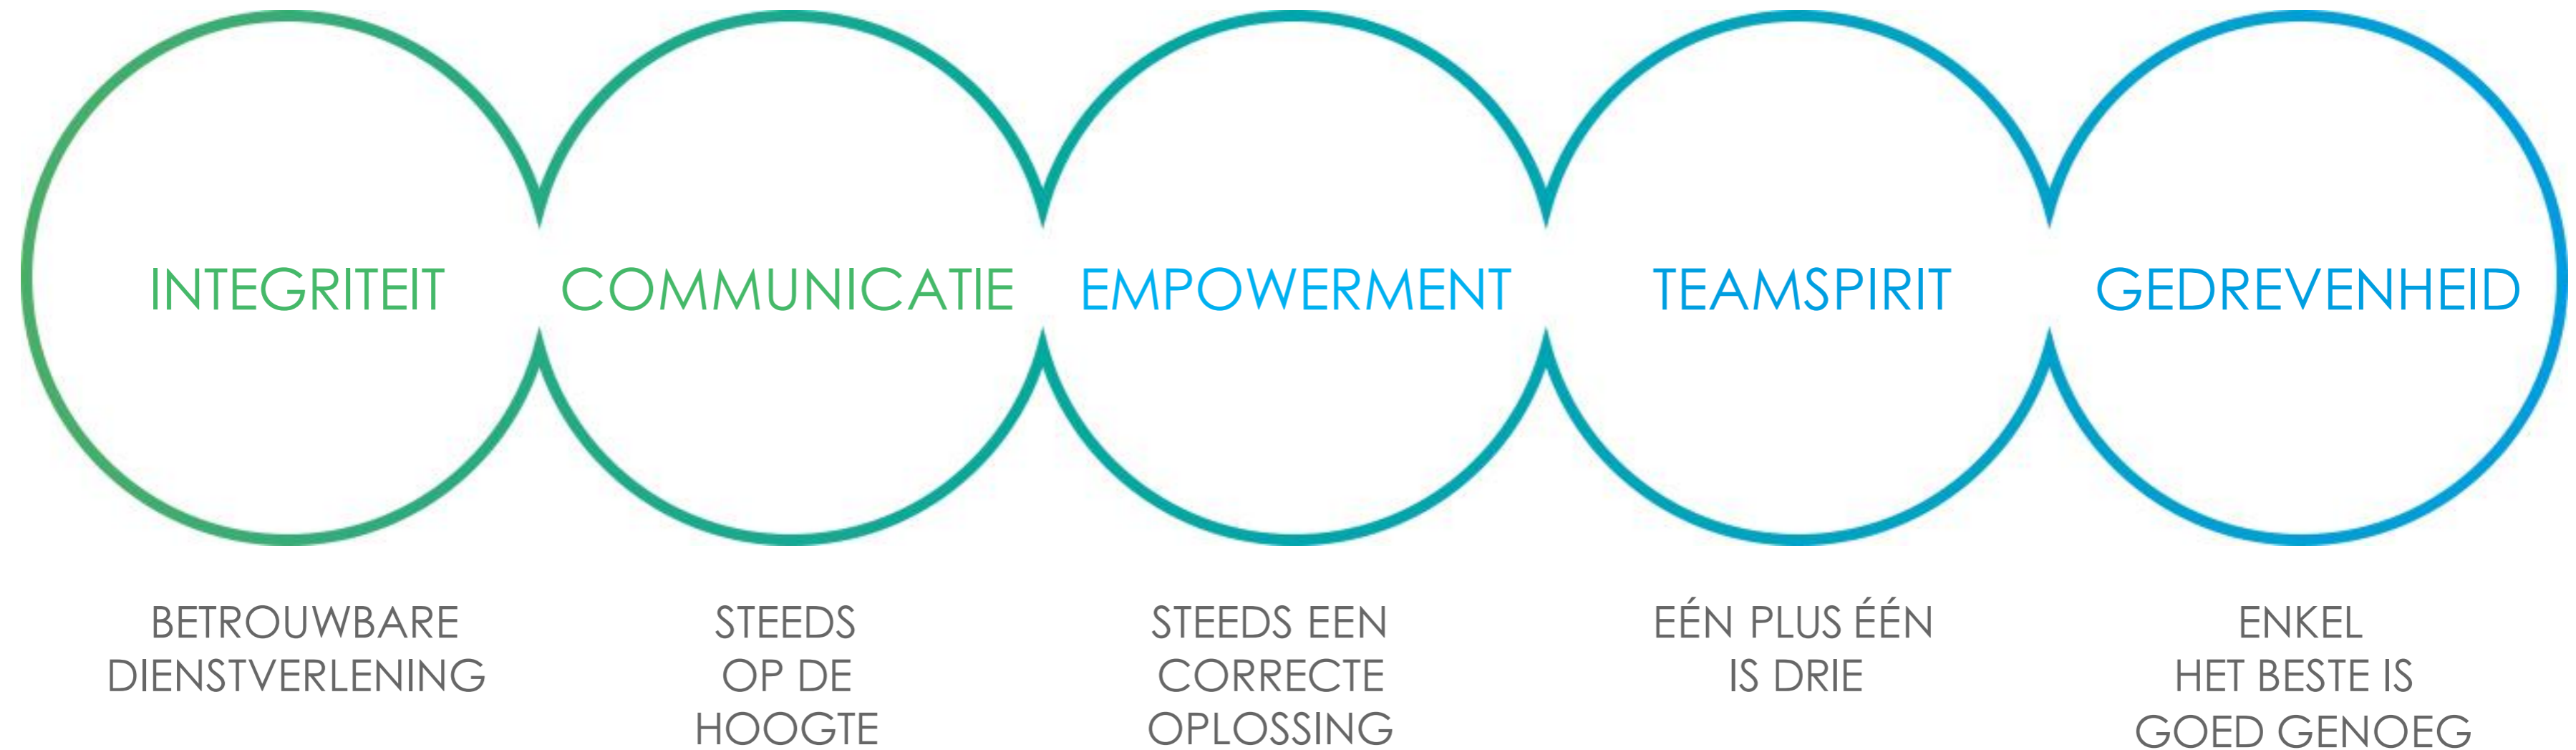 INTEGRITEIT
COMMUNICATIE
EMPOWERMENT
TEAMSPIRIT
GEDREVENHEID
BETROUWBARE
DIENSTVERLENING
STEEDS
OP DE
HOOGTE
STEEDS EEN
CORRECTE
OPLOSSING
EÉN PLUS ÉÉN
IS DRIE
ENKEL
HET BESTE IS
GOED GENOEG